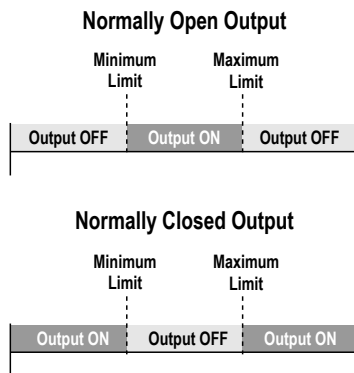 Normally Open Output
Minimum Limit
Maximum Limit
Output OFF
Output ON
Output OFF
Normally Closed Output
Minimum Limit
Maximum Limit
Output ON
Output OFF
Output ON